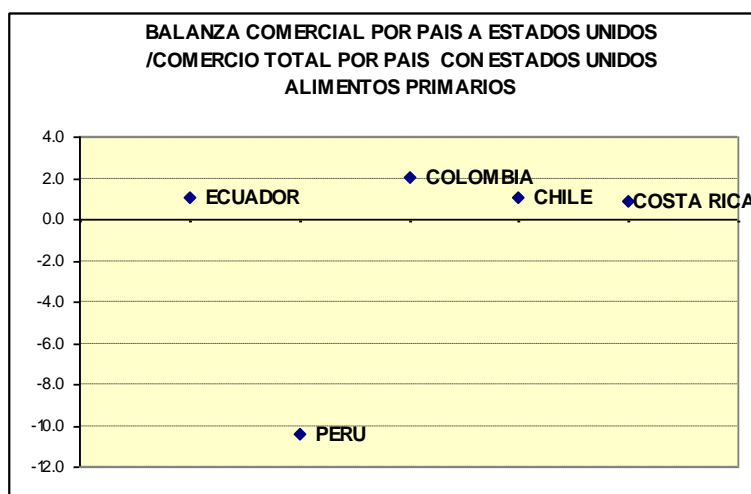 BALANZA COMERCIAL POR PAIS A ESTADOS UNIDOS
/COMERCIO TOTAL POR PAIS CON ESTADOS UNIDOS
ALIMENTOS PRIMARIOS
4.0
2.0
0.0
-2.0
-4.0
-6.0
-8.0
-10.0
-12.0
ECUADOR
PERU
COLOMBIA
CHILE
COSTA RICA